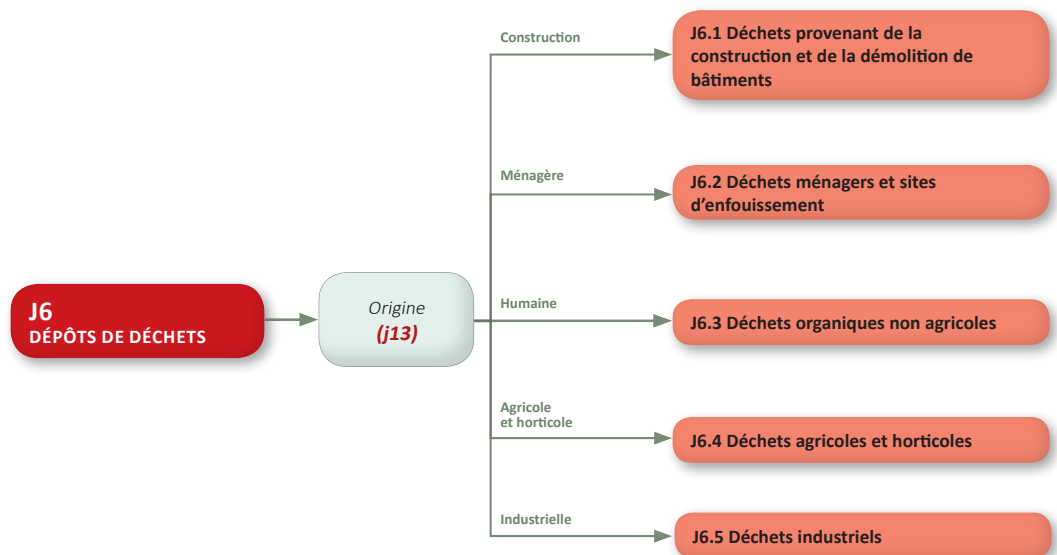 Construction
J6.1 Déchets provenant de la
construction et de la démolition de
bâtiments
Ménagère
J6.2 Déchets ménagers et sites
d’enfouissement
J6
DÉPÔTS DE DÉCHETS
Origine
(j13)
Humaine
J6.3 Déchets organiques non agricoles
Agricole
et horticole
J6.4 Déchets agricoles et horticoles
Industrielle
J6.5 Déchets industriels